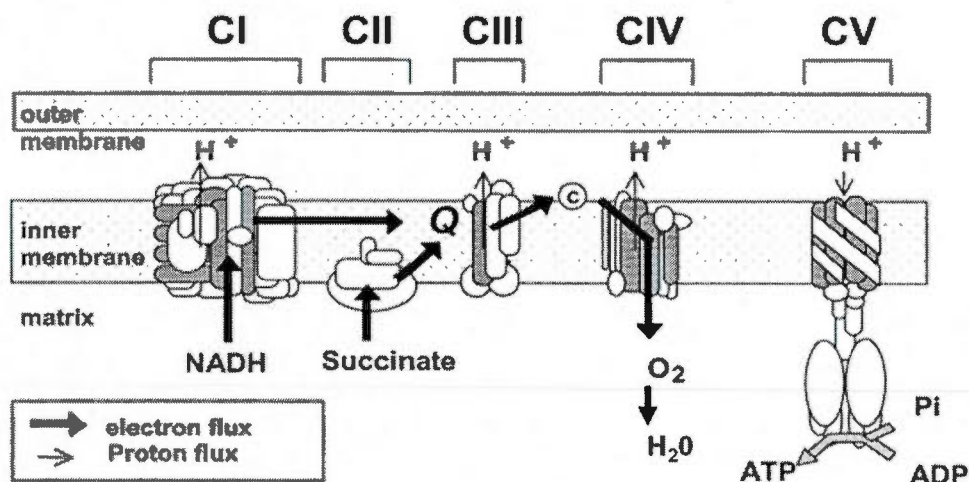 CI CII CIII CIV CV
outer
membrane
H+ H+ H+ H+
inner
membrane
Q c
matrix
NADH Succinate
O2
H20
Pi
ATP ADP
electron flux
Proton flux